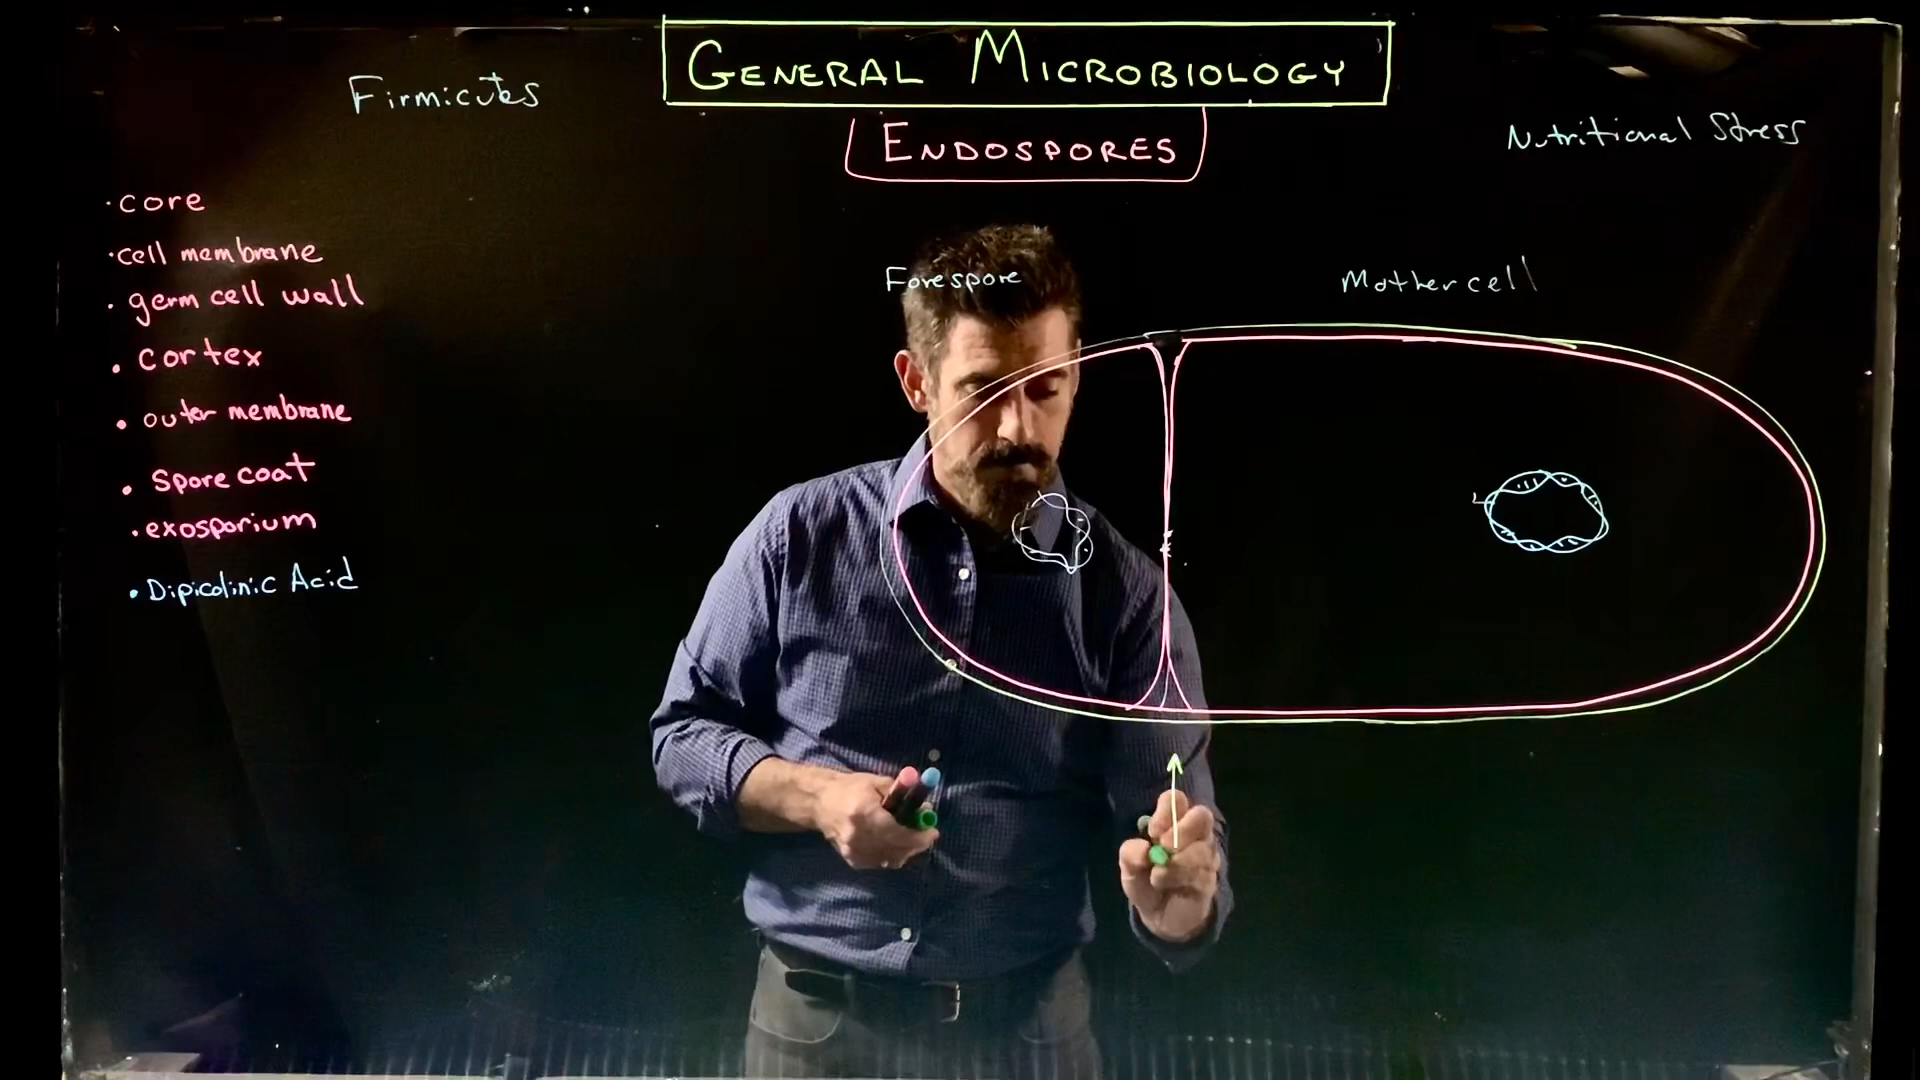 GENERAL MICROBIOLOGY
ENDOSPORES
Firmicutes
Nutritional Stress
• core
• cell membrane
• germ cell wall
• cortex
• outer membrane
• Spore coat
• exosporium
• Dipicolinic Acid
Forespore
Mother cell